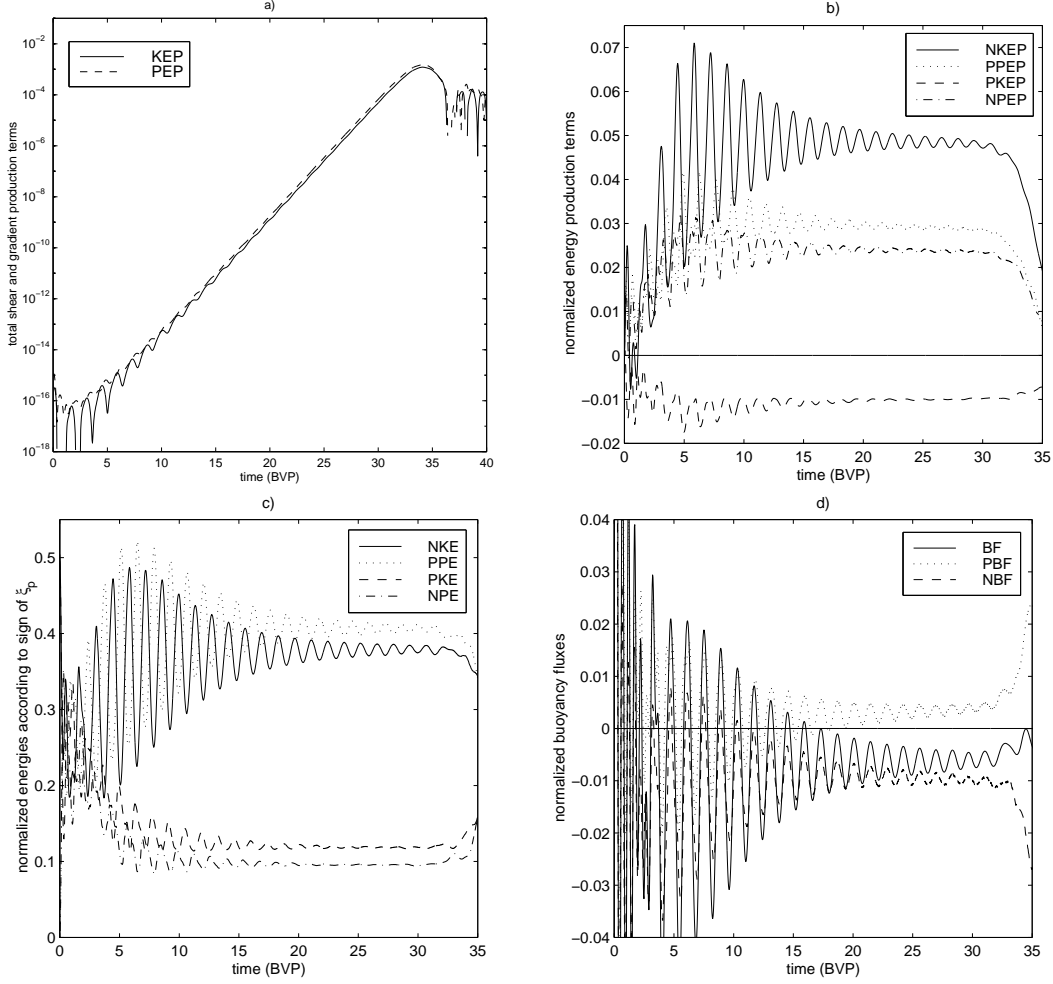 a)
total shear and gradient production terms
10⁻²
10⁻⁴
10⁻⁶
10⁻⁸
10⁻¹⁰
10⁻¹²
10⁻¹⁴
10⁻¹⁶
10⁻¹⁸
KEP
PEP
0 5 10 15 20 25 30 35 40
time (BVP)
b)
normalized energy production terms
0.07
0.06
0.05
0.04
0.03
0.02
0.01
0
−0.01
−0.02
NKEP
PPEP
PKEP
NPEP
0 5 10 15 20 25 30 35
time (BVP)
c)
normalized energies according to sign of ξₚ
0.5
0.4
0.3
0.2
0.1
0
NKE
PPE
PKE
NPE
0 5 10 15 20 25 30 35
time (BVP)
d)
normalized buoyancy fluxes
0.04
0.03
0.02
0.01
0
−0.01
−0.02
−0.03
−0.04
BF
PBF
NBF
0 5 10 15 20 25 30 35
time (BVP)